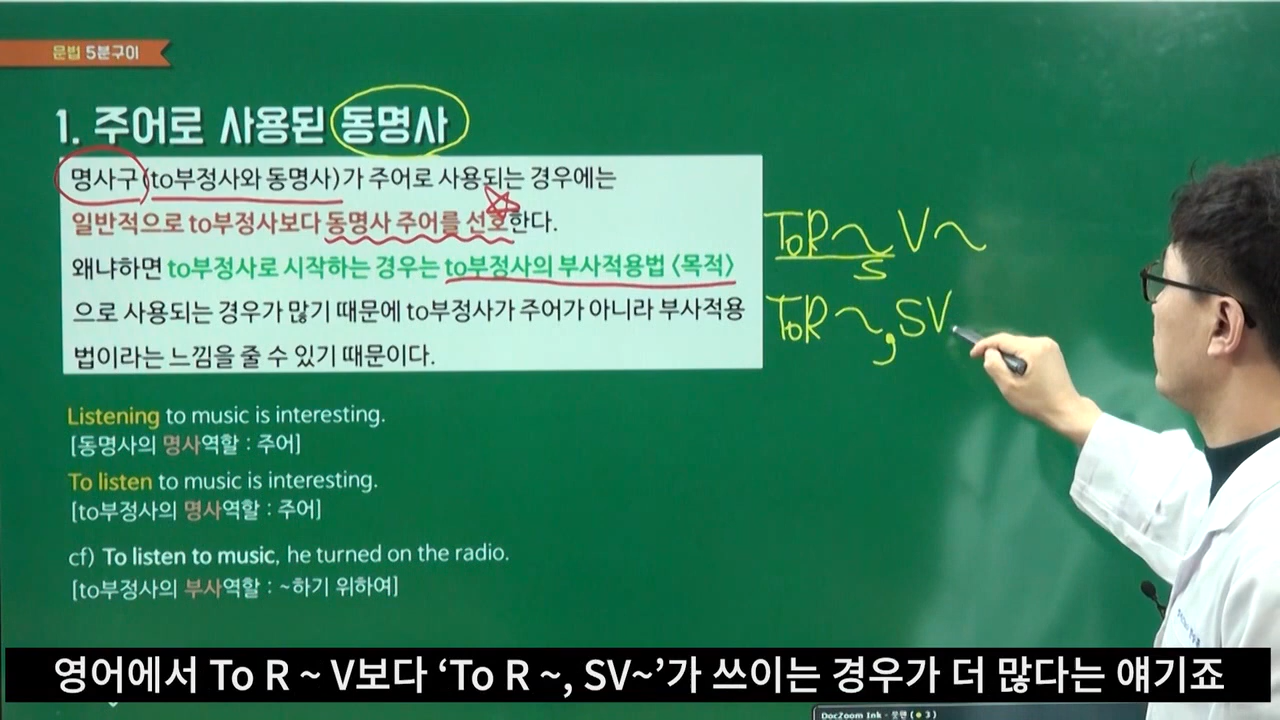 문법 5분구이
1. 주어로 사용된 동명사
명사구(to부정사와 동명사)가 주어로 사용되는 경우에는
일반적으로 to부정사보다 동명사 주어를 선호한다.
왜냐하면 to부정사로 시작하는 경우는 to부정사의 부사적용법〈목적〉
으로 사용되는 경우가 많기 때문에 to부정사가 주어가 아니라 부사적용
법이라는 느낌을 줄 수 있기 때문이다.
To R ~ V ~
S
To R ~, SV
Listening to music is interesting.
[동명사의 명사역할 : 주어]
To listen to music is interesting.
[to부정사의 명사역할 : 주어]
cf) To listen to music, he turned on the radio.
[to부정사의 부사역할 : ~하기 위하여]
영어에서 To R ~ V보다 ‘To R ~, SV~’가 쓰이는 경우가 더 많다는 얘기죠
DocZoom Ink - 펜 ( 3 )